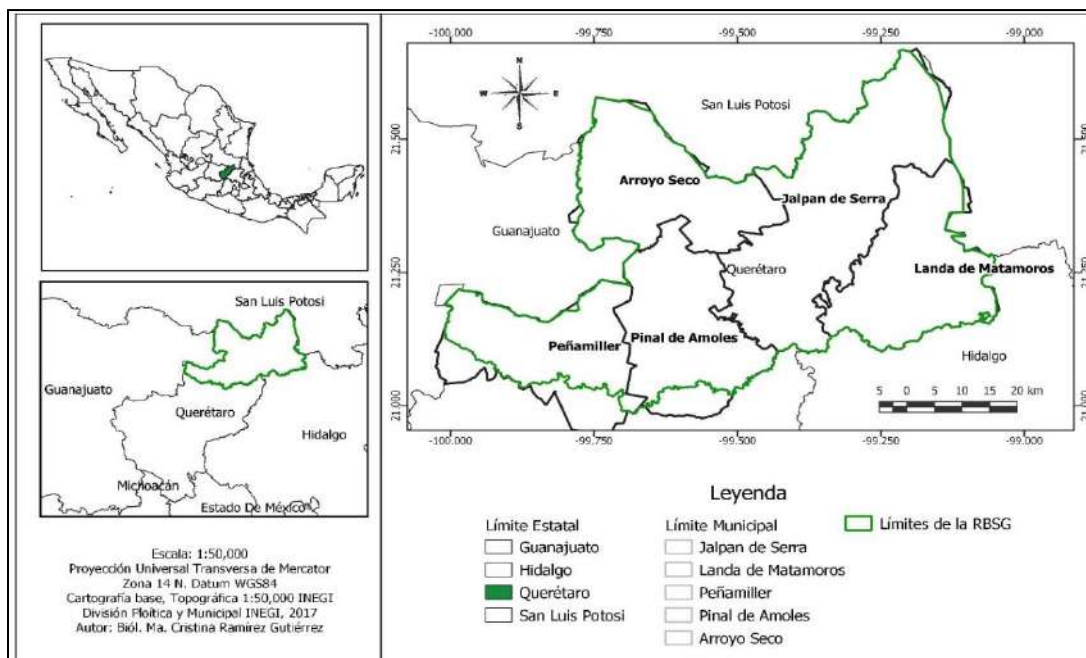 San Luis Potosi
Guanajuato
Querétaro
Hidalgo
Michoacán
Estado De México
Escala: 1:50,000
Proyección Universal Transversa de Mercator
Zona 14 N. Datum WGS84
Cartografía base, Topográfica 1:50,000 INEGI
División Ploítica y Municipal INEGI, 2017
Autor: Biól. Ma. Cristina Ramírez Gutiérrez
-100.000 -99.750 -99.500 -99.250 -99.000
N
W E
S
San Luis Potosi
21.500 21.500
Arroyo Seco
Jalpan de Serra
Guanajuato
Querétaro
Landa de Matamoros
21.250 21.250
Peñamiller
Pinal de Amoles
Hidalgo
5 0 5 10 15 20 km
21.000 21.000
-100.000 -99.750 -99.500 -99.250 -99.000
Leyenda
Límite Estatal
Guanajuato
Hidalgo
Querétaro
San Luis Potosi
Límite Municipal
Jalpan de Serra
Landa de Matamoros
Peñamiller
Pinal de Amoles
Arroyo Seco
Límites de la RBSG